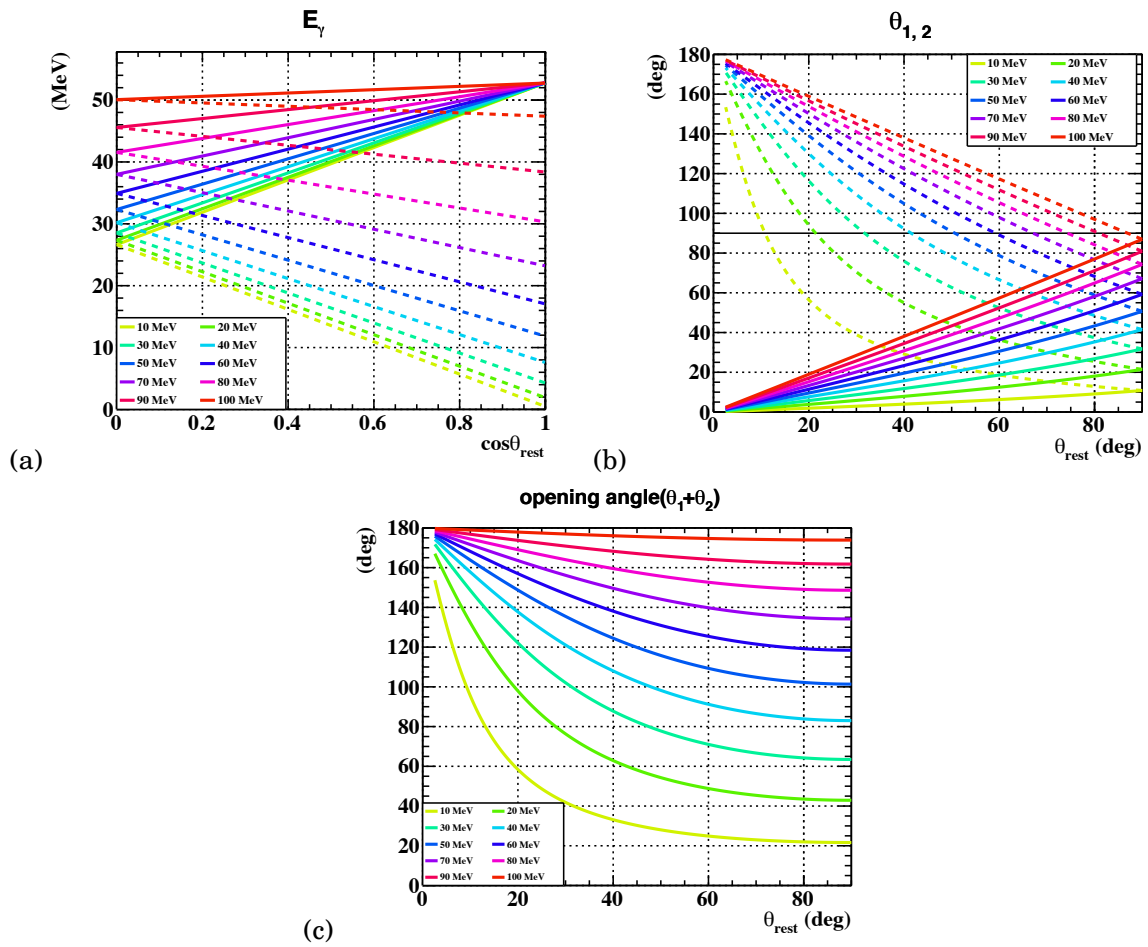 E_γ
(MeV)
50
40
30
20
10
0
10 MeV 20 MeV
30 MeV 40 MeV
50 MeV 60 MeV
70 MeV 80 MeV
90 MeV 100 MeV
0 0.2 0.4 0.6 0.8 1
cosθ_rest
(a)
θ_1, 2
(deg)
180
160
140
120
100
80
60
40
20
0
10 MeV 20 MeV
30 MeV 40 MeV
50 MeV 60 MeV
70 MeV 80 MeV
90 MeV 100 MeV
20 40 60 80
θ_rest (deg)
(b)
opening angle(θ_1+θ_2)
(deg)
180
160
140
120
100
80
60
40
20
0
10 MeV 20 MeV
30 MeV 40 MeV
50 MeV 60 MeV
70 MeV 80 MeV
90 MeV 100 MeV
0 20 40 60 80
θ_rest (deg)
(c)